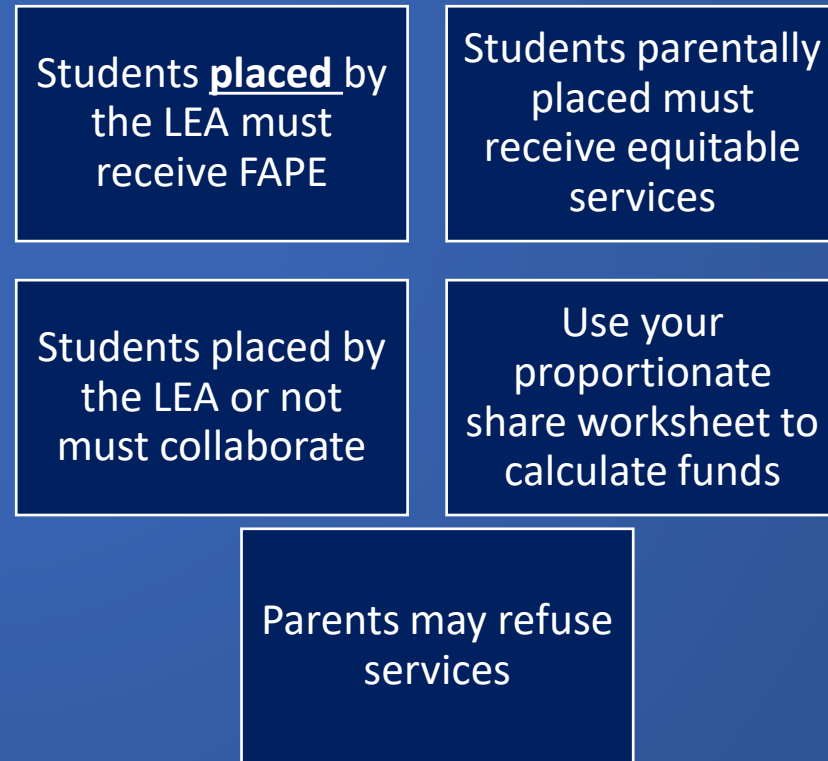 Students placed by
the LEA must
receive FAPE
Students parentally
placed must
receive equitable
services
Students placed by
the LEA or not
must collaborate
Use your
proportionate
share worksheet to
calculate funds
Parents may refuse
services